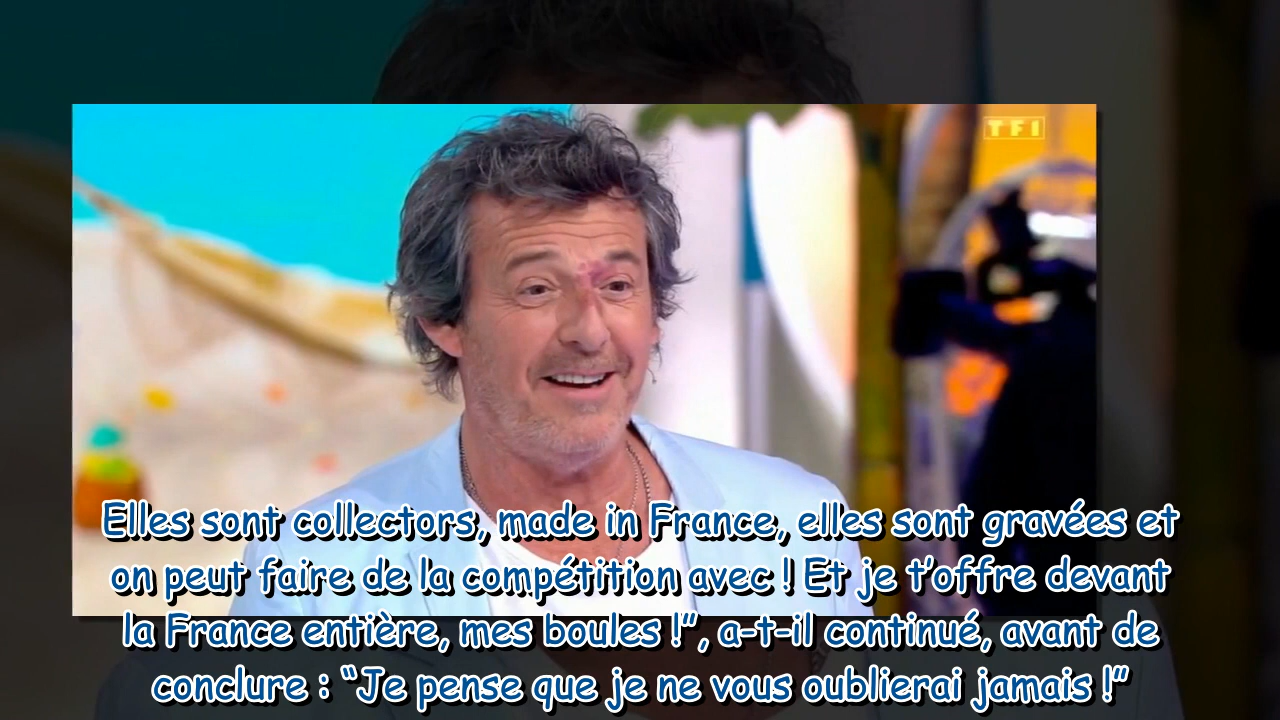 TF1
Elles sont collectors, made in France, elles sont gravées et
on peut faire de la compétition avec ! Et je t’offre devant
la France entière, mes boules !”, a-t-il continué, avant de
conclure : “Je pense que je ne vous oublierai jamais !”